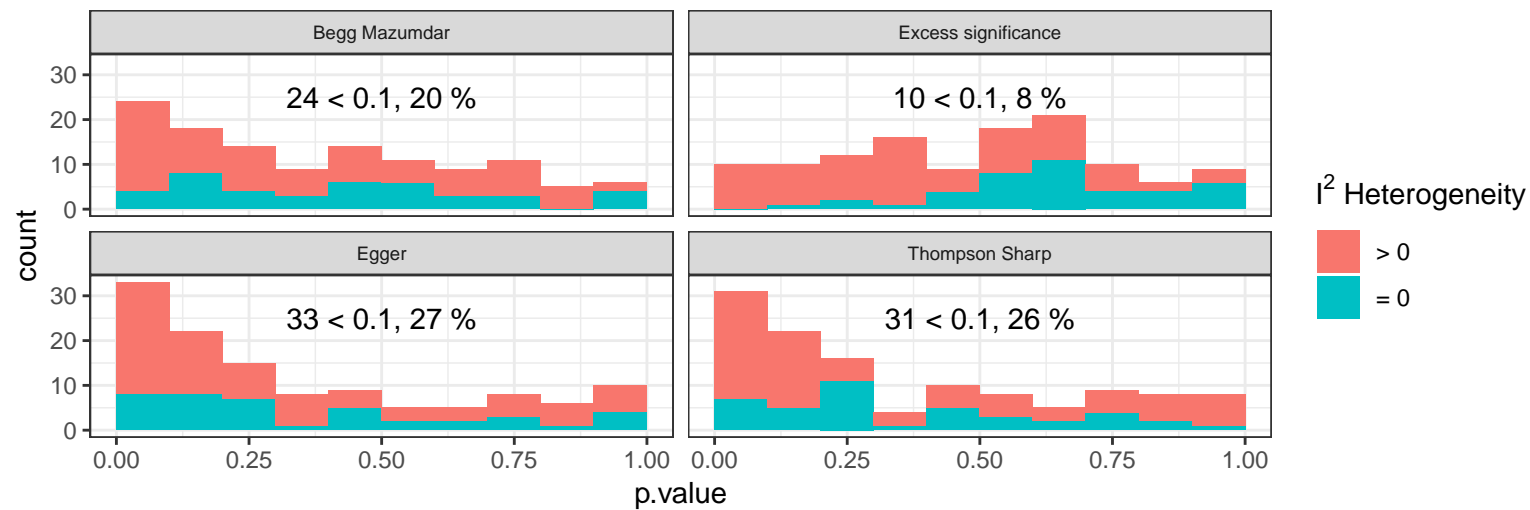 Begg Mazumdar
Excess significance
24 < 0.1, 20 %
10 < 0.1, 8 %
30
20
10
0
Egger
Thompson Sharp
33 < 0.1, 27 %
31 < 0.1, 26 %
30
20
10
0
0.00 0.25 0.50 0.75 1.00
0.00 0.25 0.50 0.75 1.00
p.value
count
I² Heterogeneity
> 0
= 0